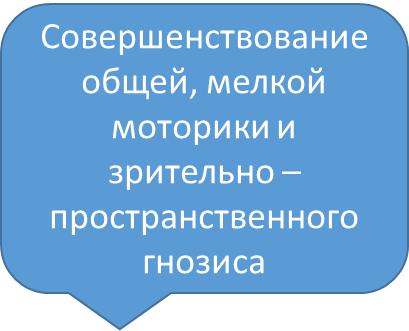 Совершенствование
общей, мелкой
моторики и
зрительно –
пространственного
гнозиса